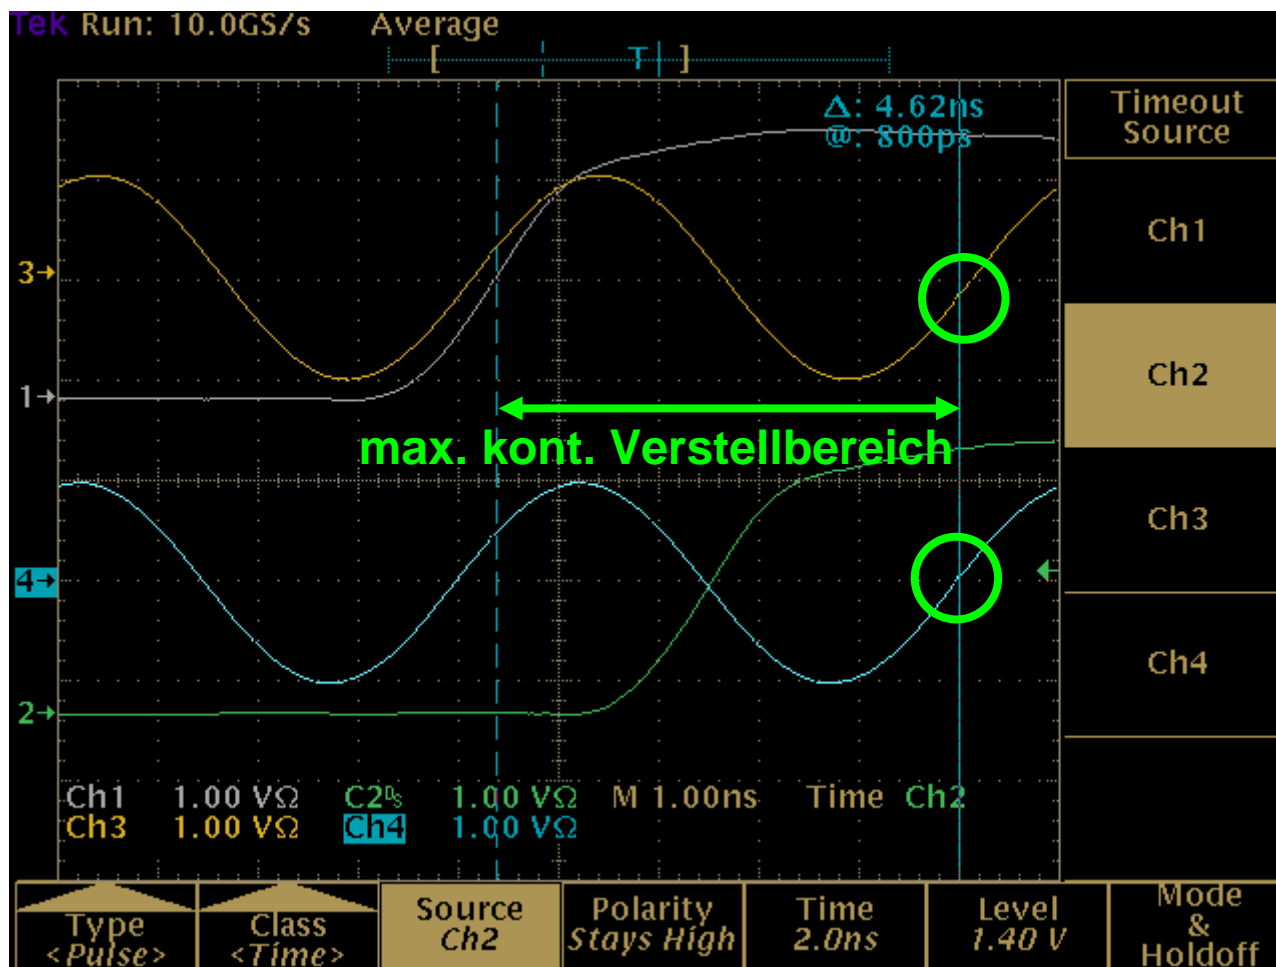 Tek Run: 10.0GS/s Average
[ T ]
Δ: 4.62ns
@: 800ps
Timeout
Source
Ch1
Ch2
Ch3
Ch4
3→
1→
max. kont. Verstellbereich
4→
2→
Ch1 1.00 VΩ C2ᴰs 1.00 VΩ M 1.00ns Time Ch2
Ch3 1.00 VΩ Ch4 1.00 VΩ
Type
<Pulse>
Class
<Time>
Source
Ch2
Polarity
Stays High
Time
2.0ns
Level
1.40 V
Mode
&
Holdoff